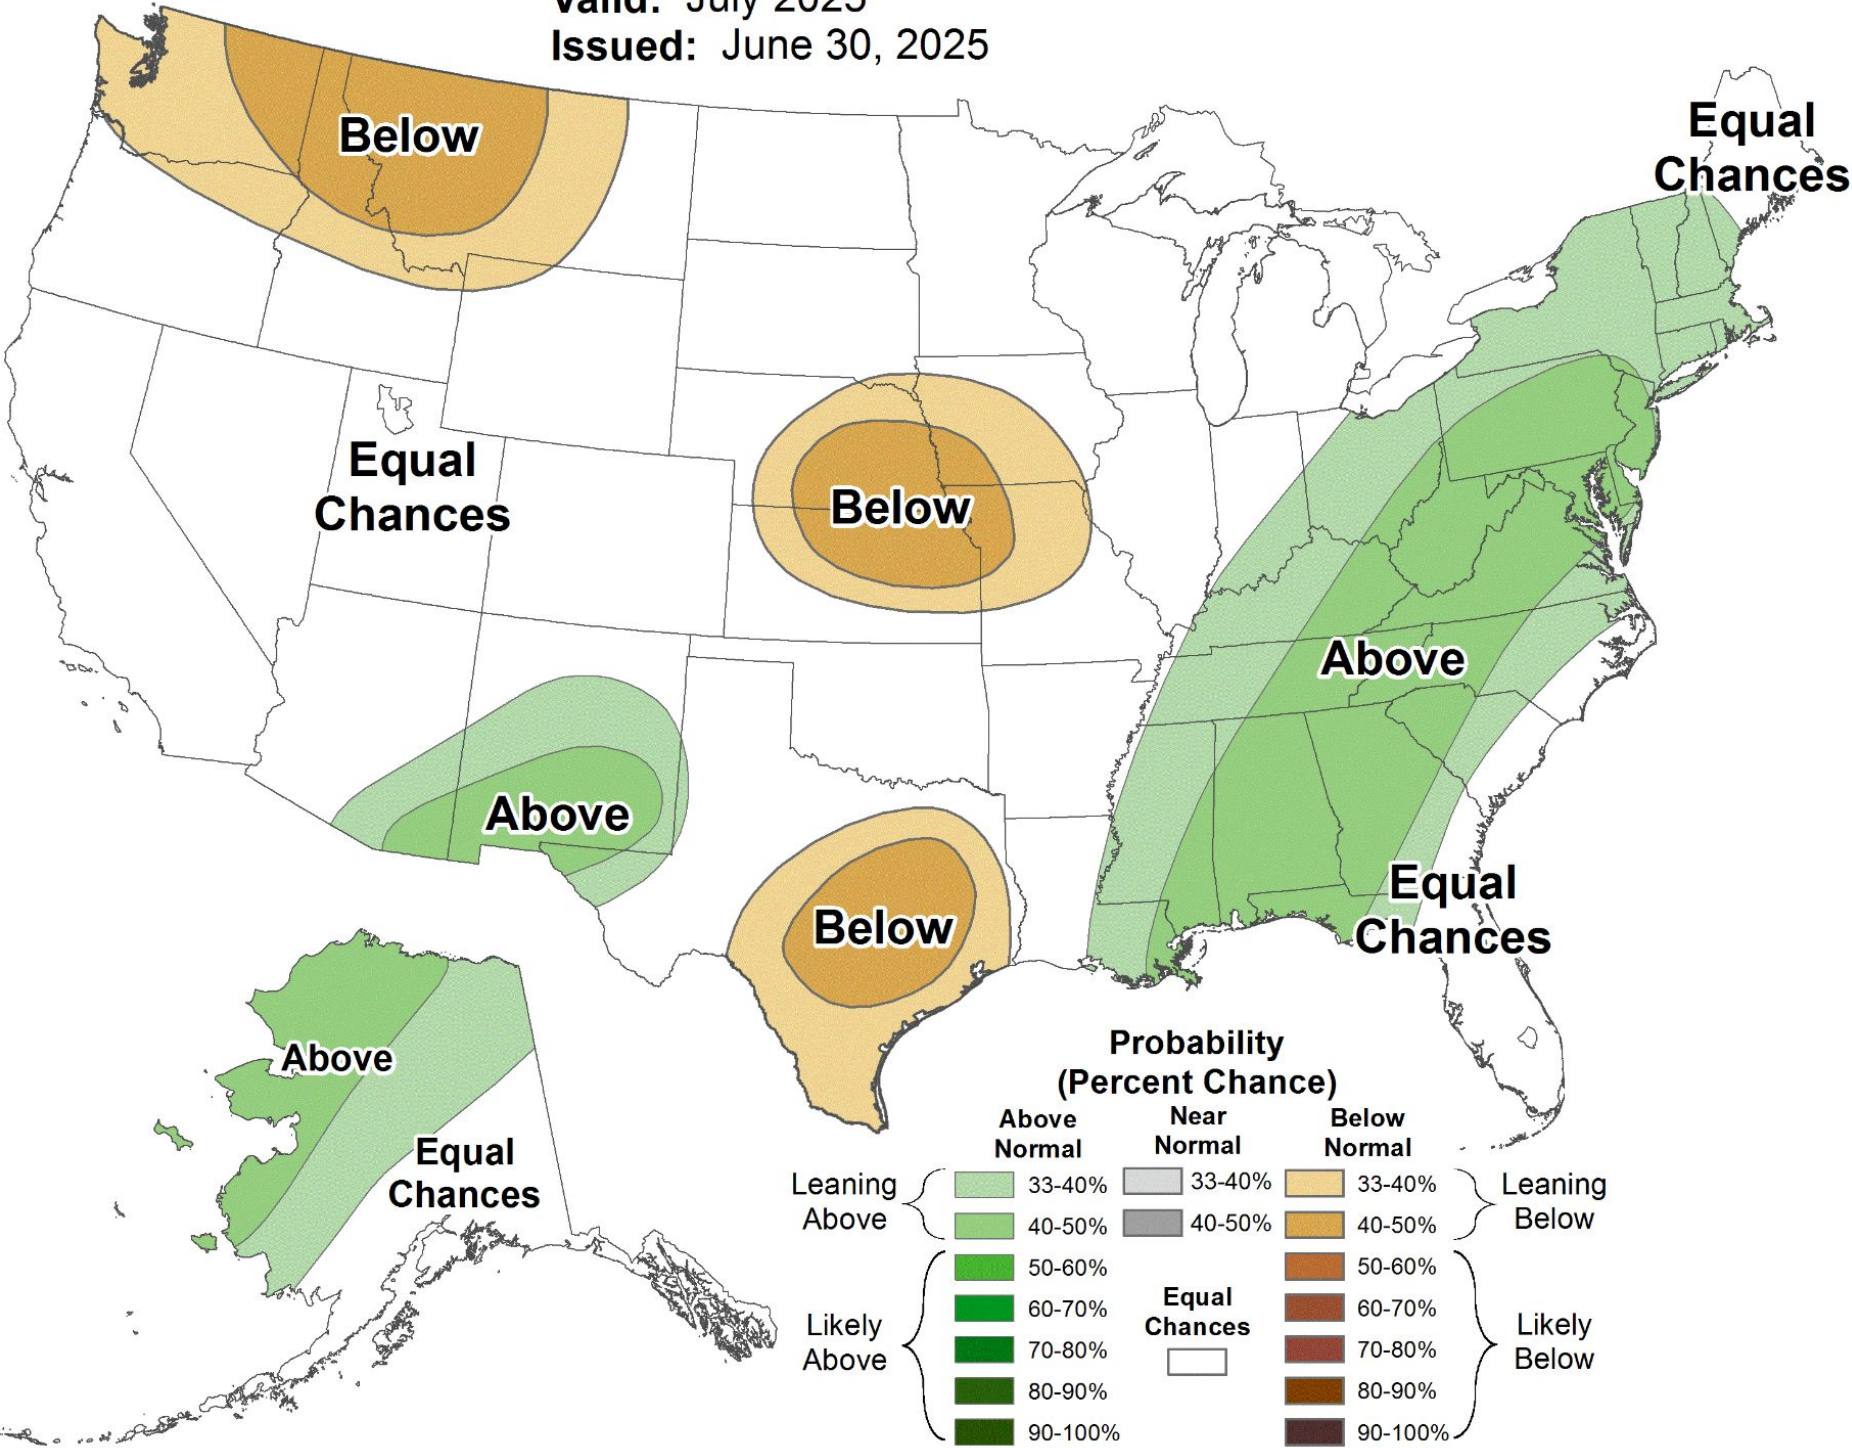 Valid: July 2025
Issued: June 30, 2025
Below
Equal
Chances
Equal
Chances
Below
Above
Above
Below
Equal
Chances
Above
Equal
Chances
Probability
(Percent Chance)
Above
Normal
Near
Normal
Below
Normal
Leaning
Above
33-40%
40-50%
33-40%
40-50%
33-40%
40-50%
Leaning
Below
Likely
Above
50-60%
60-70%
70-80%
80-90%
90-100%
Equal
Chances
50-60%
60-70%
70-80%
80-90%
90-100%
Likely
Below